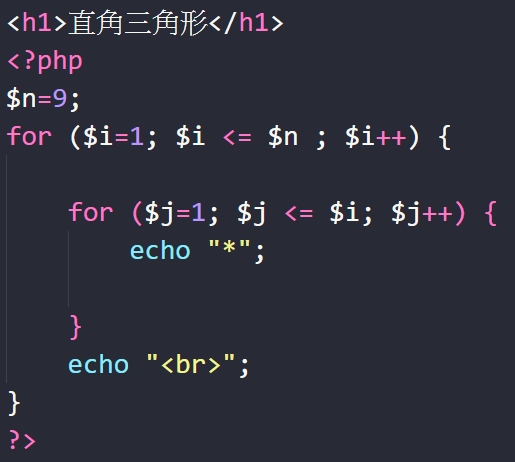 <h1>直角三角形</h1>
<?php
$n=9;
for ($i=1; $i <= $n ; $i++) {
for ($j=1; $j <= $i; $j++) {
echo "*";
}
echo "<br>";
}
?>